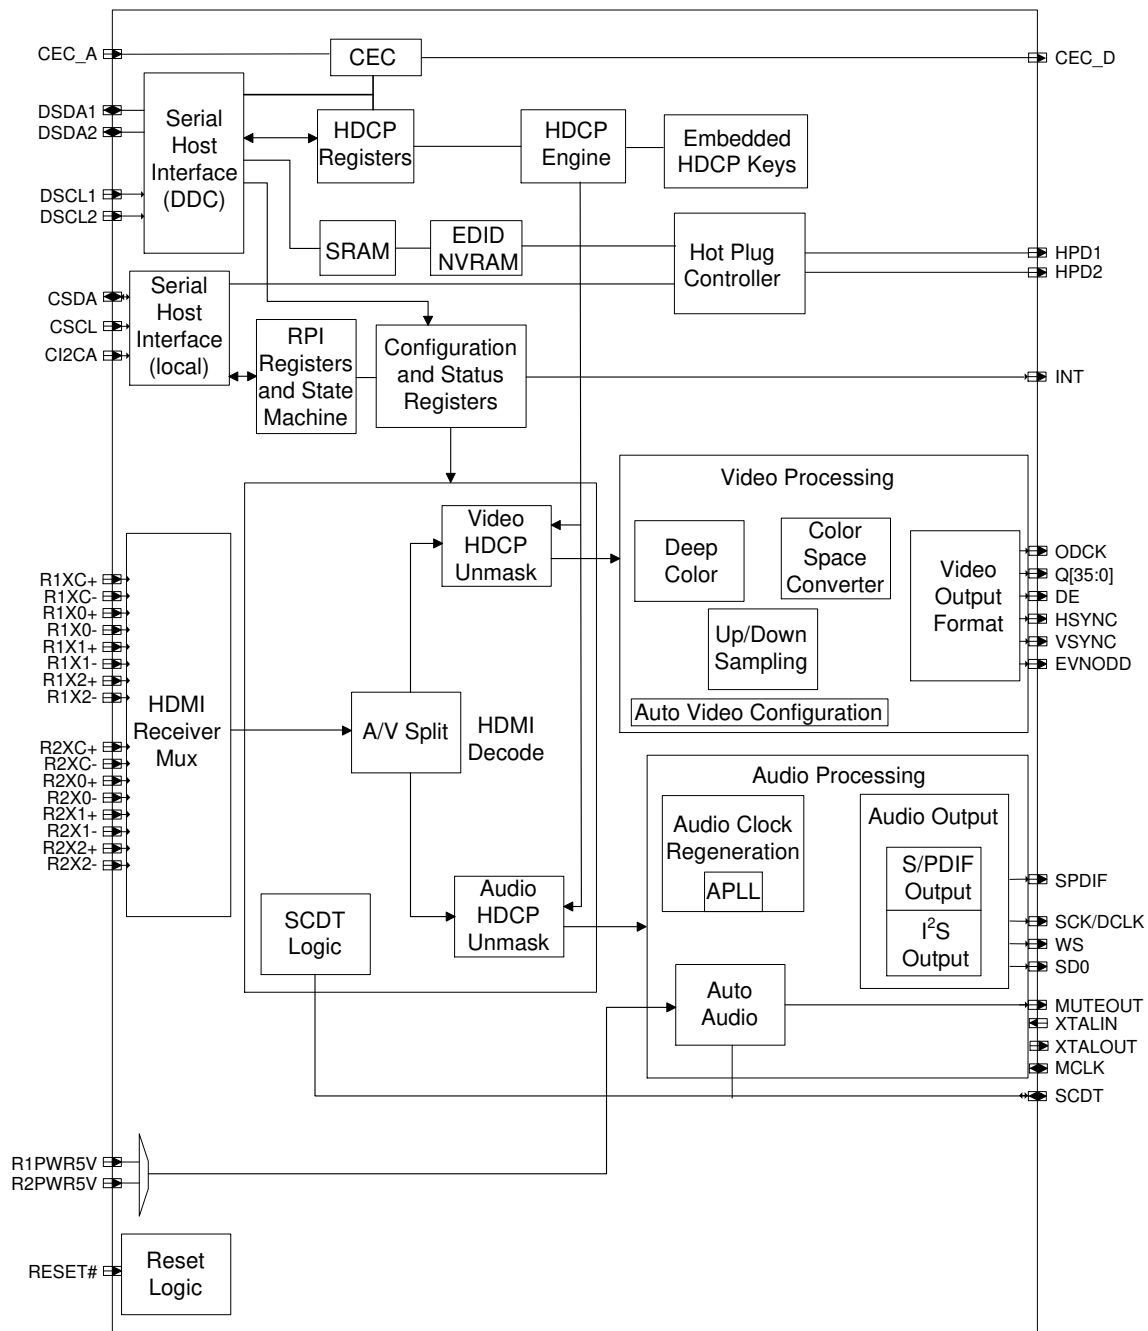 CEC_A
CEC
CEC_D
DSDA1
DSDA2
DSCL1
DSCL2
Serial
Host
Interface
(DDC)
HDCP
Registers
HDCP
Engine
Embedded
HDCP Keys
SRAM
EDID
NVRAM
Hot Plug
Controller
HPD1
HPD2
CSDA
CSCL
CI2CA
Serial
Host
Interface
(local)
RPI
Registers
and State
Machine
Configuration
and Status
Registers
INT
Video
HDCP
Unmask
Video Processing
Deep
Color
Color
Space
Converter
Up/Down
Sampling
Auto Video Configuration
Video
Output
Format
ODCK
Q[35:0]
DE
HSYNC
VSYNC
EVNODD
R1XC+
R1XC-
R1X0+
R1X0-
R1X1+
R1X1-
R1X2+
R1X2-
R2XC+
R2XC-
R2X0+
R2X0-
R2X1+
R2X1-
R2X2+
R2X2-
HDMI
Receiver
Mux
A/V Split
HDMI
Decode
SCDT
Logic
Audio
HDCP
Unmask
Audio Processing
Audio Clock
Regeneration
APLL
Audio Output
S/PDIF
Output
I²S
Output
Auto
Audio
SPDIF
SCK/DCLK
WS
SD0
MUTEOUT
XTALIN
XTALOUT
MCLK
SCDT
R1PWR5V
R2PWR5V
RESET#
Reset
Logic